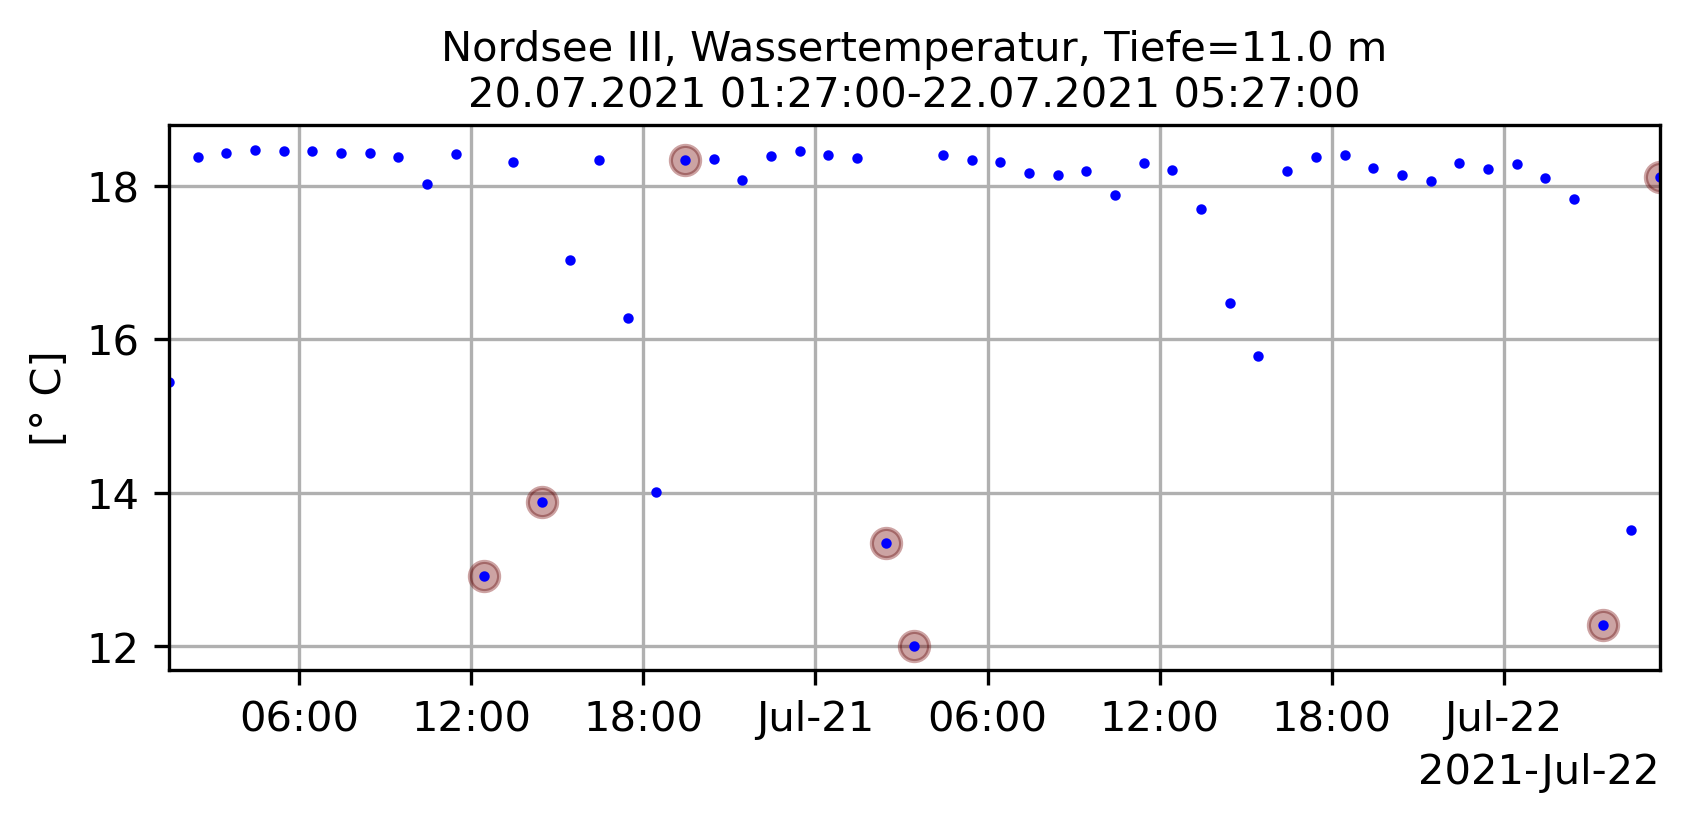 Nordsee III, Wassertemperatur, Tiefe=11.0 m
20.07.2021 01:27:00-22.07.2021 05:27:00
[° C]
18
16
14
12
06:00 12:00 18:00 Jul-21 06:00 12:00 18:00 Jul-22
2021-Jul-22